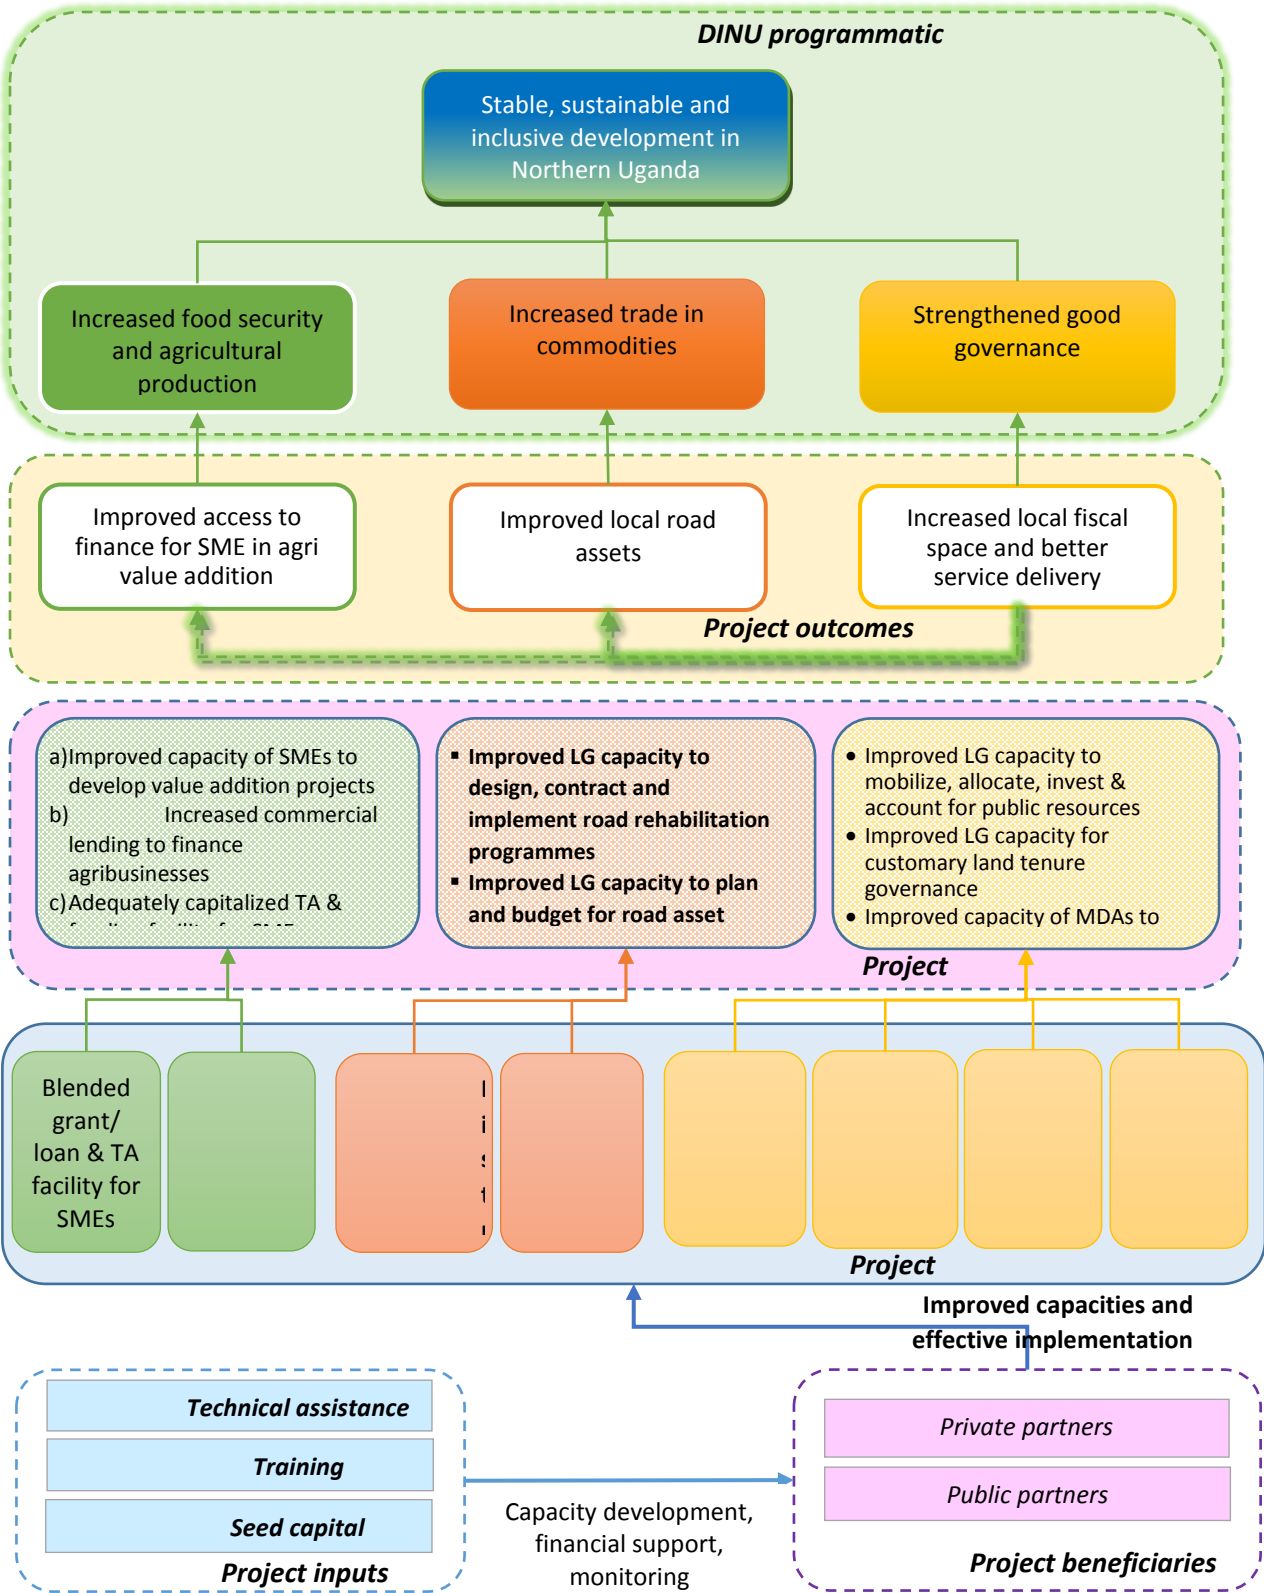 DINU programmatic
Stable, sustainable and
inclusive development in
Northern Uganda
Increased food security
and agricultural
production
Increased trade in
commodities
Strengthened good
governance
Improved access to
finance for SME in agri
value addition
Improved local road
assets
Increased local fiscal
space and better
service delivery
Project outcomes
a)Improved capacity of SMEs to
develop value addition projects
b) Increased commercial
lending to finance
agribusinesses
c)Adequately capitalized TA &
▪ Improved LG capacity to
design, contract and
implement road rehabilitation
programmes
▪ Improved LG capacity to plan
and budget for road asset
• Improved LG capacity to
mobilize, allocate, invest &
account for public resources
• Improved LG capacity for
customary land tenure
governance
• Improved capacity of MDAs to
Project
Blended
grant/
loan & TA
facility for
SMEs
Project
Improved capacities and
effective implementation
Technical assistance
Training
Seed capital
Project inputs
Capacity development,
financial support,
monitoring
Private partners
Public partners
Project beneficiaries